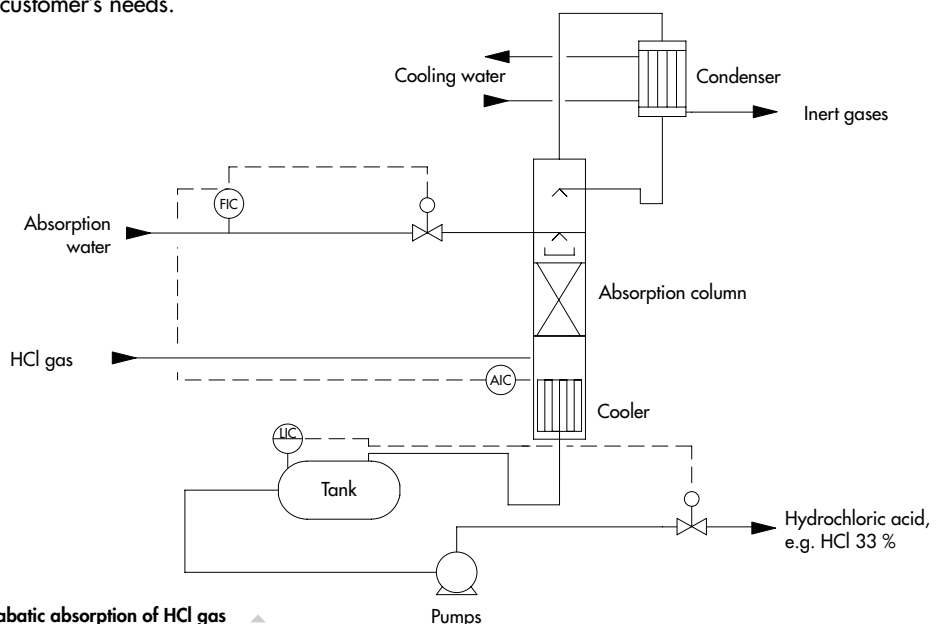 customer's needs.
Cooling water
Condenser
Inert gases
FIC
Absorption
water
Absorption column
HCl gas
AIC
Cooler
LIC
Tank
Hydrochloric acid,
e.g. HCl 33 %
Pumps
absorption of HCl gas